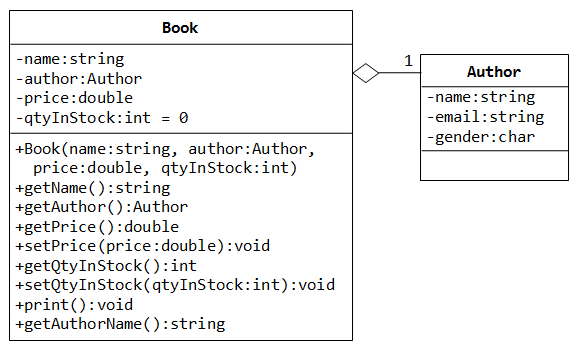 Book
-name:string
-author:Author
-price:double
-qtyInStock:int = 0
+Book(name:string, author:Author,
price:double, qtyInStock:int)
+getName():string
+getAuthor():Author
+getPrice():double
+setPrice(price:double):void
+getQtyInStock():int
+setQtyInStock(qtyInStock:int):void
+print():void
+getAuthorName():string
1
Author
-name:string
-email:string
-gender:char